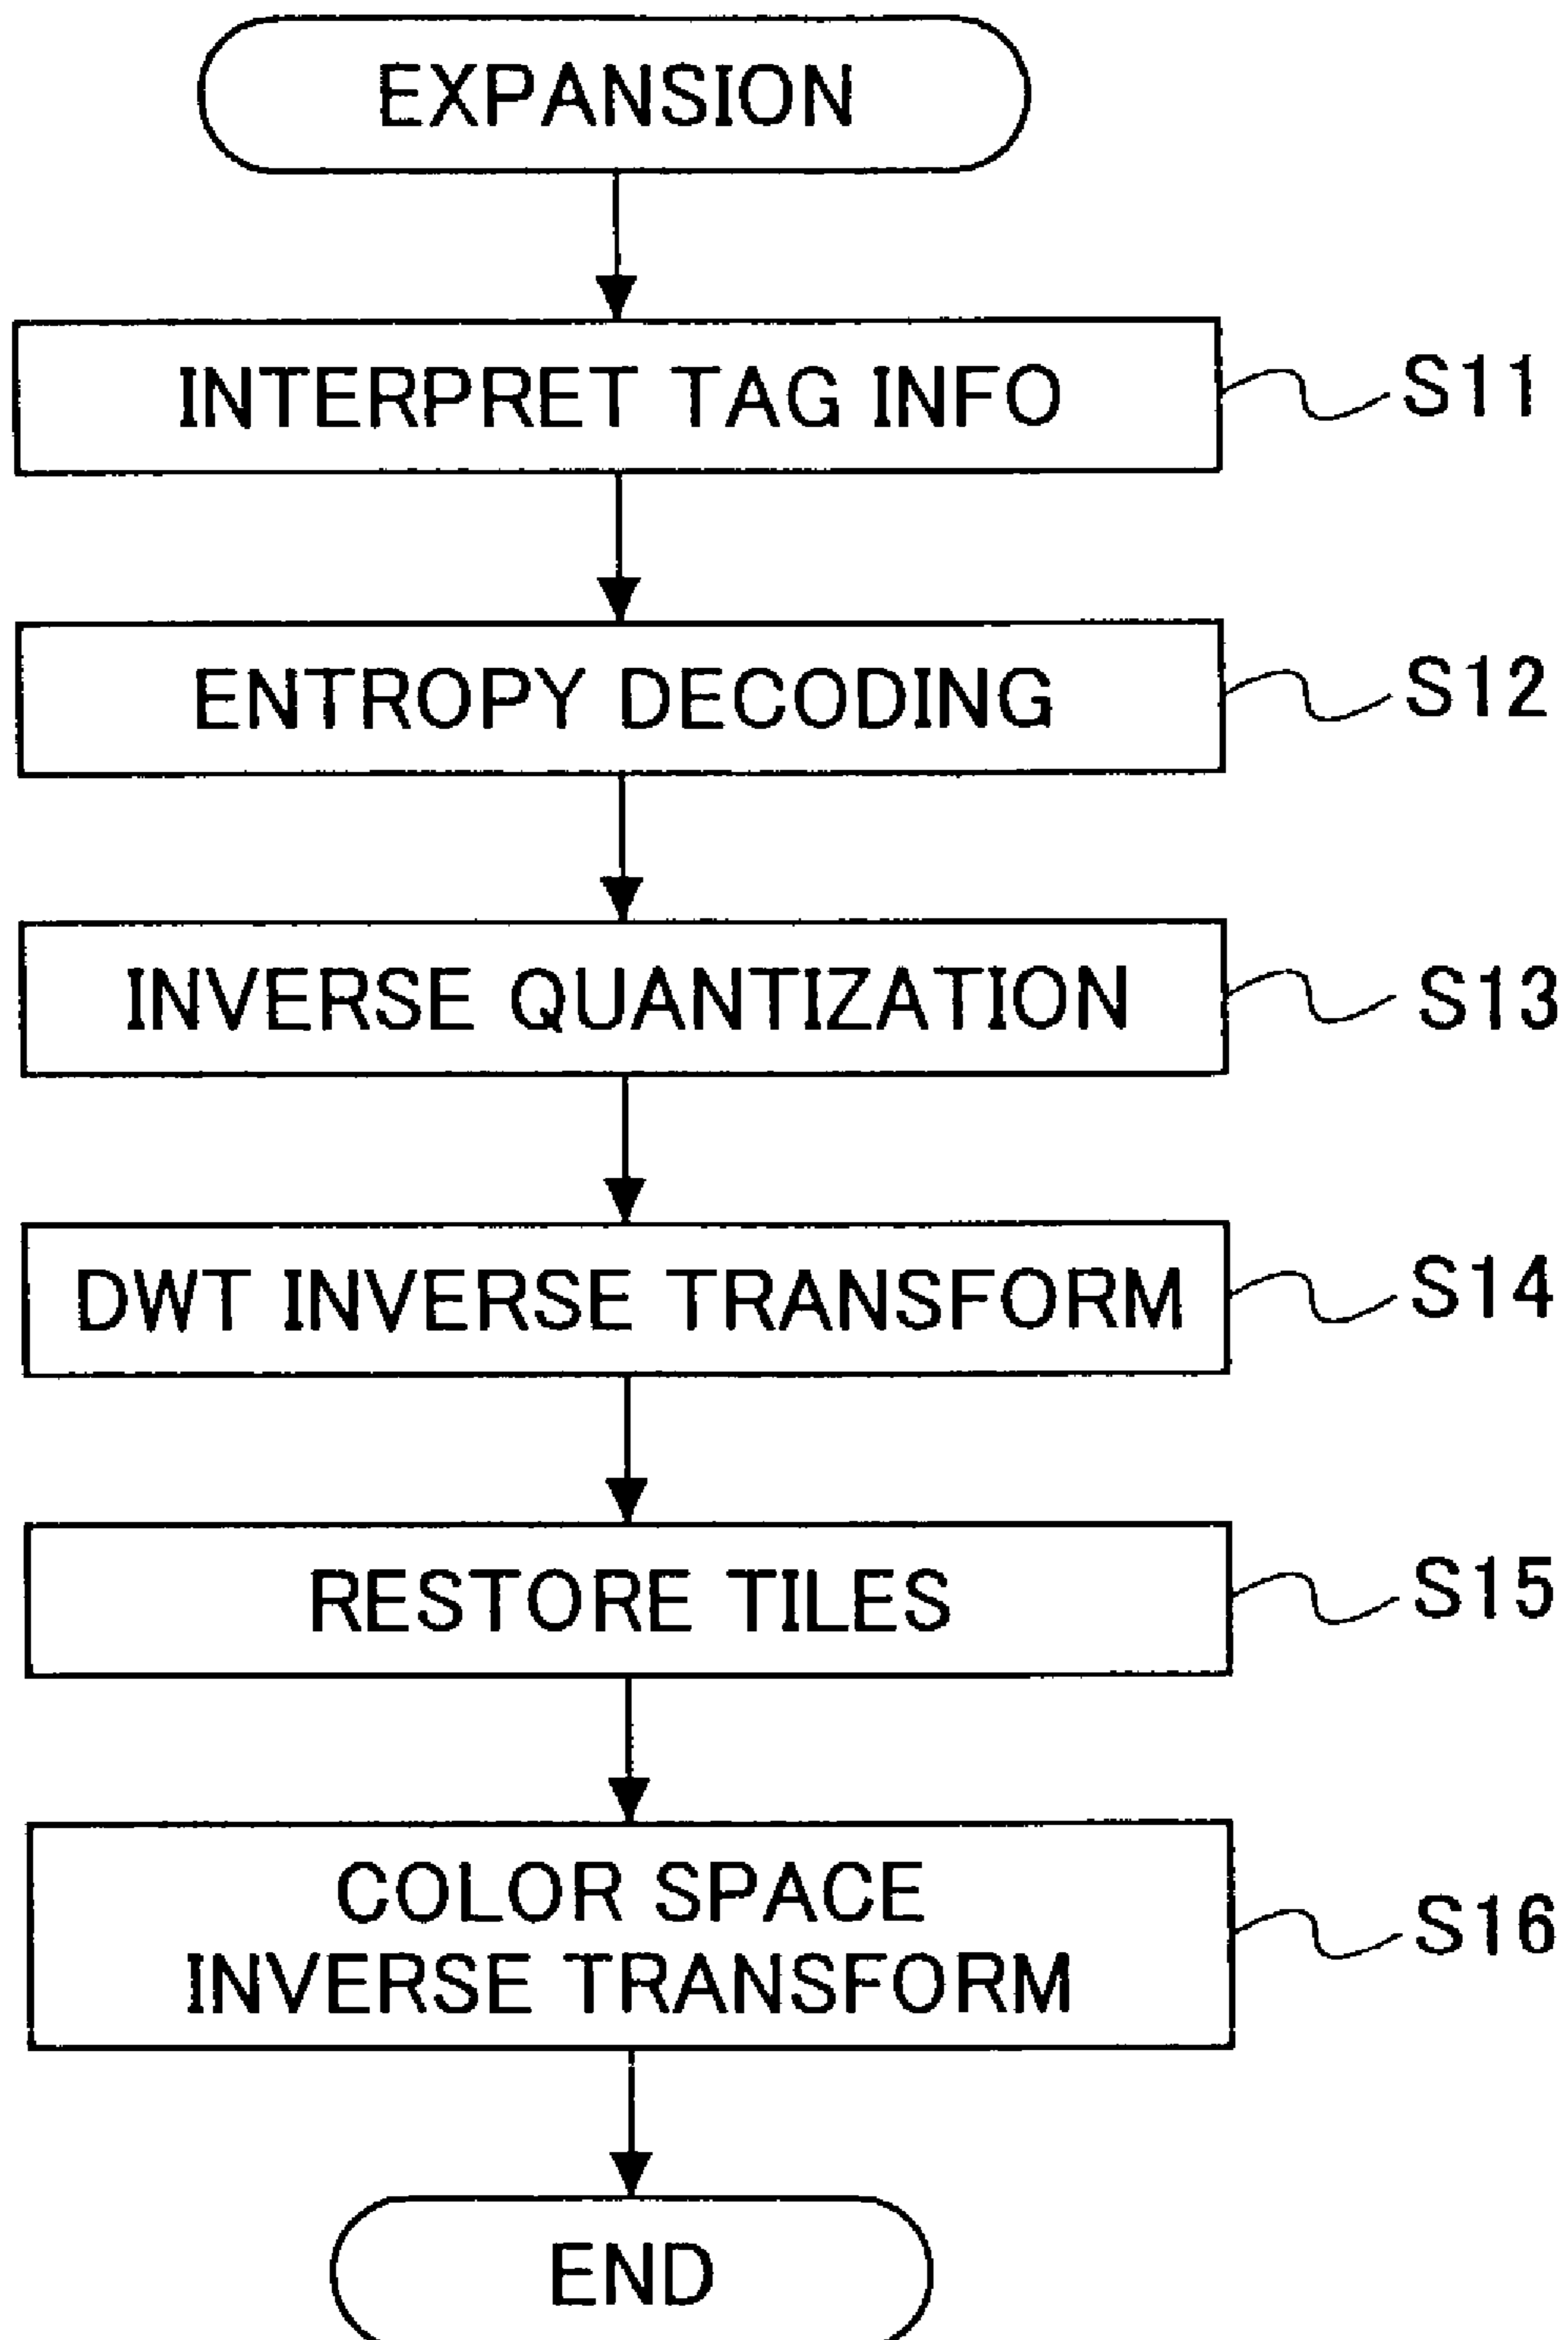 EXPANSION
INTERPRET TAG INFO
S11
ENTROPY DECODING
S12
INVERSE QUANTIZATION
S13
DWT INVERSE TRANSFORM
S14
RESTORE TILES
S15
COLOR SPACE
INVERSE TRANSFORM
S16
END